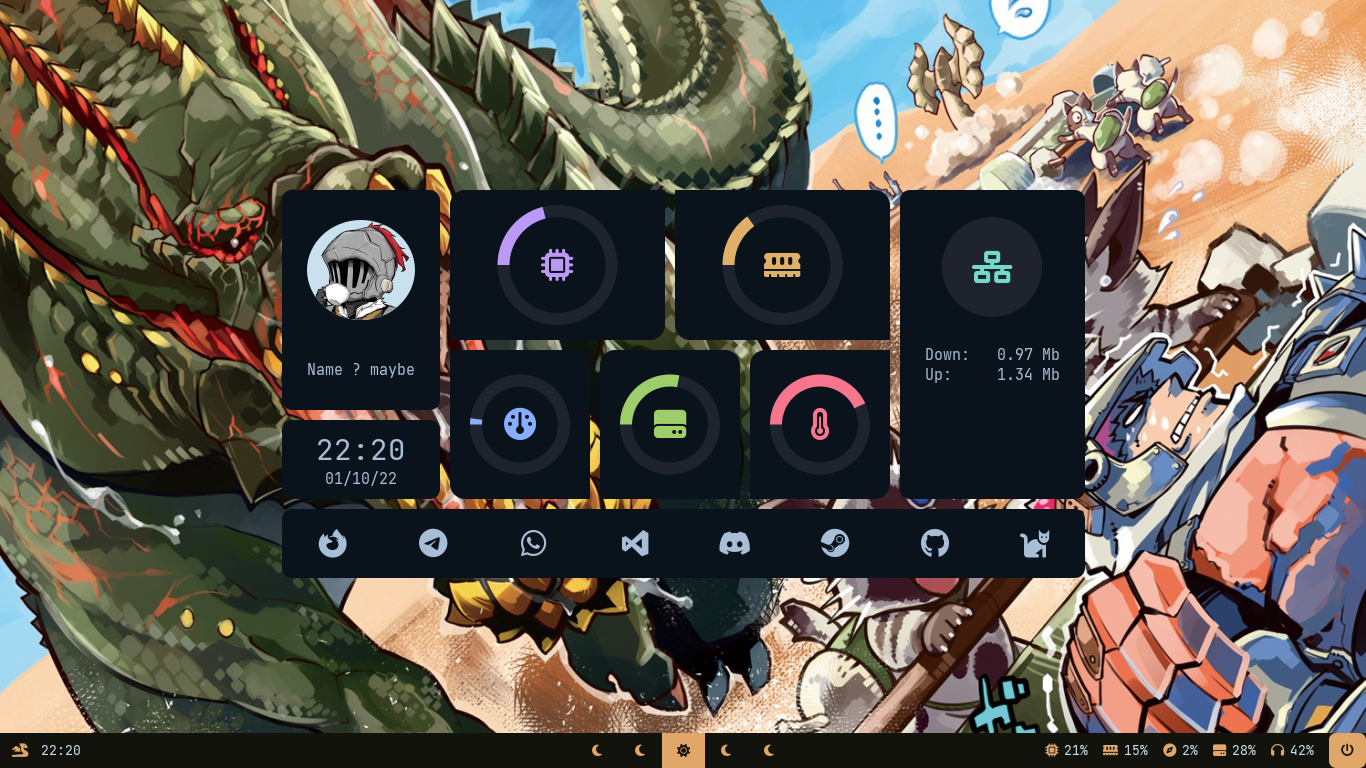 Name ? maybe
22:20
01/10/22
Down: 0.97 Mb
Up: 1.34 Mb
22:20
21% 15% 2% 28% 42%